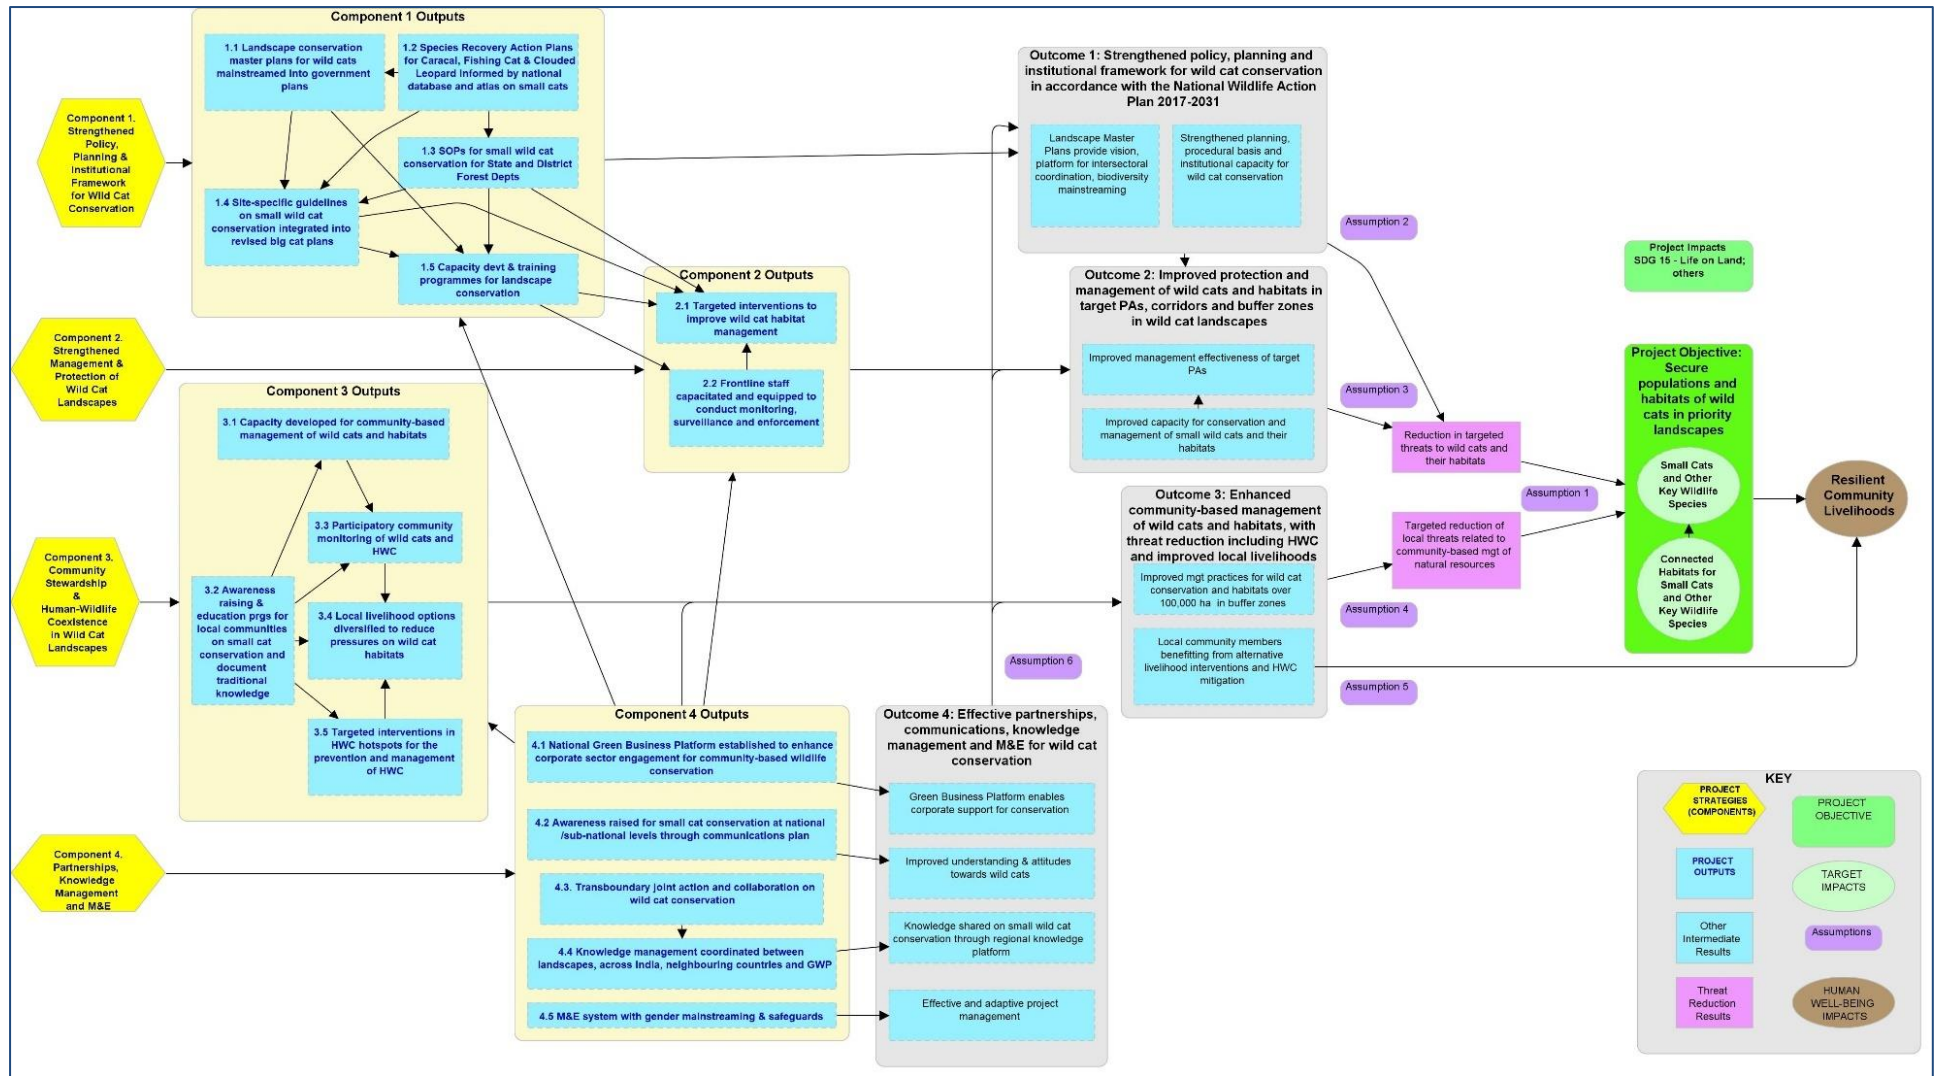 Component 1 Outputs
1.1 Landscape conservation
master plans for wild cats
mainstreamed Into government
plans
1.2 Species Recovery Action Plans
for Caracal, Fishing Cat & Clouded
Leopard Informed by national
database and atlas on small cats
1.3 SOPs for small wild cat
conservation for State and District
Forest Depts
1.4 Site-specific guidelines
on small wild cat
conservation integrated into
revised big cat plans
1.5 Capacity devt & training
programmes for landscape
conservation
Component 1.
Strengthened
Policy,
Planning &
Institutional
Framework
for Wild Cat
Conservation
Component 2.
Strengthened
Management &
Protection of
Wild Cat
Landscapes
Component 3.
Community
Stewardship
&
Human-Wildlife
Coexistence
in Wild Cat
Landscapes
Component 4.
Partnerships,
Knowledge
Management
and M&E
Component 2 Outputs
2.1 Targeted interventions to
improve wild cat habitat
management
2.2 Frontline staff
capacitated and equipped to
conduct monitoring,
surveillance and enforcement
Component 3 Outputs
3.1 Capacity developed for community-based
management of wild cats and habitats
3.3 Participatory community
monitoring of wild cats and
HWC
3.2 Awareness
raising &
education prgs for
local communities
on small cat
conservation and
document
traditional
knowledge
3.4 Local livelihood options
diversified to reduce
pressures on wild cat
habitats
3.5 Targeted interventions in
HWC hotspots for the
prevention and management
of HWC
Component 4 Outputs
4.1 National Green Business Platform established to enhance
corporate sector engagement for community-based wildlife
conservation
4.2 Awareness raised for small cat conservation at national
/sub-national levels through communications plan
4.3. Transboundary joint action and collaboration on
wild cat conservation
4.4 Knowledge management coordinated between
landscapes, across India, neighbouring countries and GWP
4.5 M&E system with gender mainstreaming & safeguards
Outcome 1: Strengthened policy, planning and
institutional framework for wild cat conservation
in accordance with the National Wildlife Action
Plan 2017-2031
Landscape Master
Plans provide vision,
platform for intersectoral
coordination, biodiversity
mainstreaming
Strengthened planning,
procedural basis and
institutional capacity for
wild cat conservation
Outcome 2: Improved protection and
management of wild cats and habitats in
target PAs, corridors and buffer zones
in wild cat landscapes
Improved management effectiveness of target
PAs
Improved capacity for conservation and
management of small wild cats and their
habitats
Outcome 3: Enhanced
community-based management
of wild cats and habitats, with
threat reduction including HWC
and improved local livelihoods
Improved mgt practices for wild cat
conservation and habitats over
100,000 ha in buffer zones
Local community members
benefitting from alternative
livelihood interventions and HWC
mitigation
Outcome 4: Effective partnerships,
communications, knowledge
management and M&E for wild cat
conservation
Green Business Platform enables
corporate support for conservation
Improved understanding & attitudes
towards wild cats
Knowledge shared on small wild cat
conservation through regional knowledge
platform
Effective and adaptive project
management
Assumption 2
Assumption 3
Assumption 1
Assumption 4
Assumption 5
Assumption 6
Reduction in targeted
threats to wild cats and
their habitats
Targeted reduction of
local threats related to
community-based mgt of
natural resources
Project Impacts
SDG 15 - Life on Land;
others
Project Objective:
Secure
populations and
habitats of wild
cats in priority
landscapes
Small Cats
and Other
Key Wildlife
Species
Connected
Habitats for
Small Cats
and Other
Key Wildlife
Species
Resilient
Community
Livelihoods
KEY
PROJECT
STRATEGIES
(COMPONENTS)
PROJECT
OBJECTIVE
PROJECT
OUTPUTS
TARGET
IMPACTS
Other
Intermediate
Results
Assumptions
Threat
Reduction
Results
HUMAN
WELL-BEING
IMPACTS